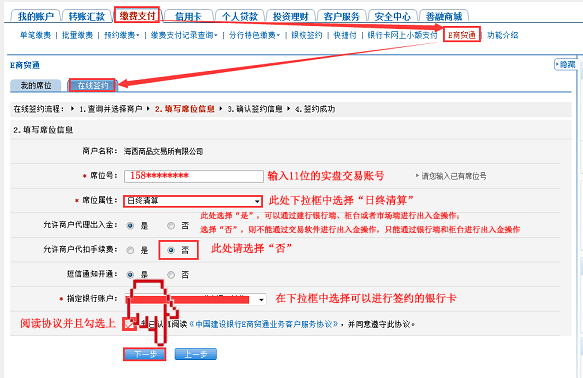 我的账户 转账汇款 缴费支付 信用卡 个人贷款 投资理财 客户服务 安全中心 善融商城
单笔缴费 | 批量缴费 | 预约缴费 | 缴费支付记录查询 | 分行特色缴费 | 银校签约 | 快捷付 | 银行卡网上小额支付 | E商贸通 | 功能介绍
E商贸通
隐藏
我的席位 在线签约
在线签约流程： 1.查询并选择商户 2.填写席位信息 3.确认签约信息 4.签约成功
2.填写席位信息
商户名称： 海西商品交易所有限公司
* 席位号： 158******** 输入11位的实盘交易账号 请您输入已有席位号
* 席位属性： 日终清算 此处下拉框中选择“日终清算”
允许商户代理出入金： 是 否 此处选择“是”，可以通过建行银行端、柜台或者市场端进行出入金操作；
选择“否”，则不能通过交易软件进行出入金操作，只能通过银行端和柜台进行出入金操作
允许商户代扣手续费： 是 否 此处请选择“否”
短信通知开通： 是 否
* 指定银行账户： 在下拉框中选择可以进行签约的银行卡
阅读协议并且勾选上 我已认真阅读《中国建设银行E商贸通业务客户服务协议》，并同意遵守此协议。
下一步 上一步